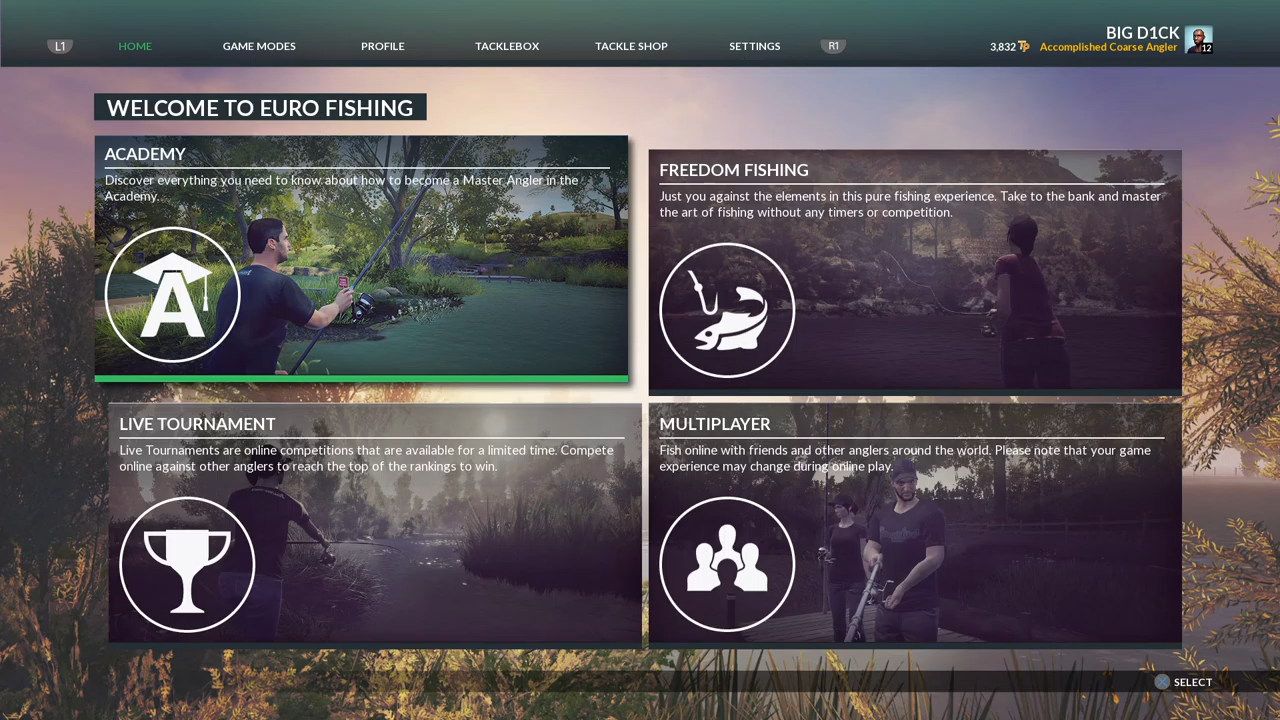 L1
HOME
GAME MODES
PROFILE
TACKLEBOX
TACKLE SHOP
SETTINGS
R1
3,832 TP
BIG D1CK
Accomplished Coarse Angler
12
WELCOME TO EURO FISHING
ACADEMY
Discover everything you need to know about how to become a Master Angler in the
Academy.
A
FREEDOM FISHING
Just you against the elements in this pure fishing experience. Take to the bank and master
the art of fishing without any timers or competition.
LIVE TOURNAMENT
Live Tournaments are online competitions that are available for a limited time. Compete
online against other anglers to reach the top of the rankings to win.
MULTIPLAYER
Fish online with friends and other anglers around the world. Please note that your game
experience may change during online play.
SELECT